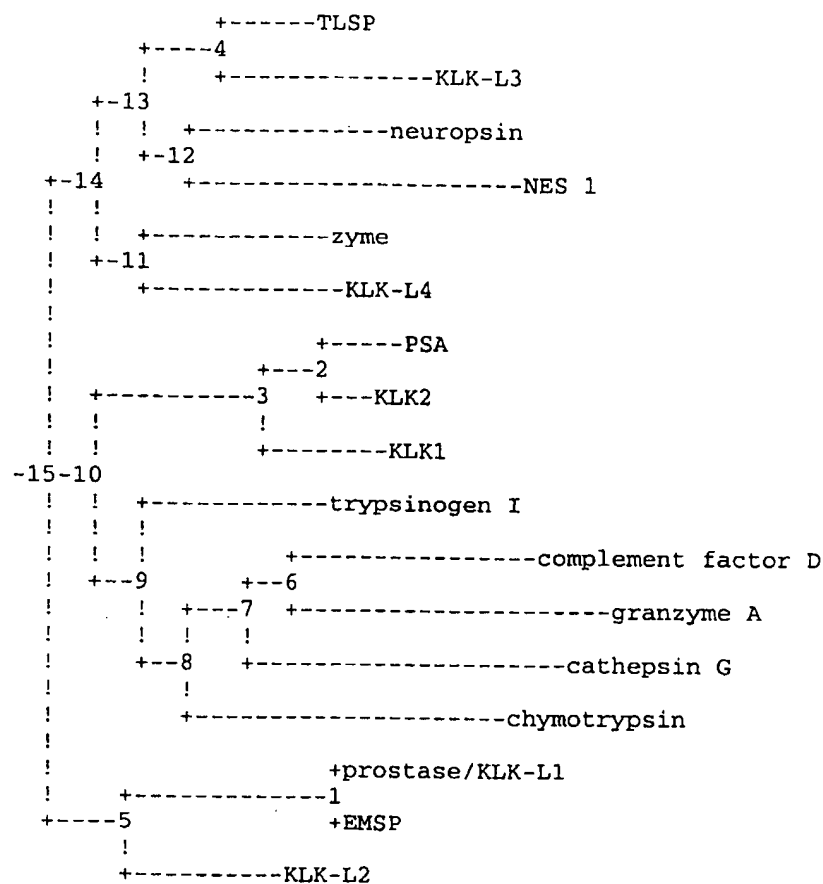 +------TLSP
+-----4
! +-------------KLK-L3
+-13
! ! +------------neuropsin
! +-12
+-14 +--------------------NES 1
! !
! ! +-----------zyme
! +-11
! +------------KLK-L4
!
! +-----PSA
! +---2
! +----------3 +---KLK2
! ! !
! ! +--------KLK1
-15-10
! ! +-----------trypsinogen I
! ! !
! ! ! +---------------complement factor D
! +--9 +--6
! ! +---7 +-------------------granzyme A
! ! ! !
! +--8 +-------------------cathepsin G
! !
! +-------------------chymotrypsin
!
! +prostase/KLK-L1
! +------------1
+----5 +EMSP
!
+----------KLK-L2